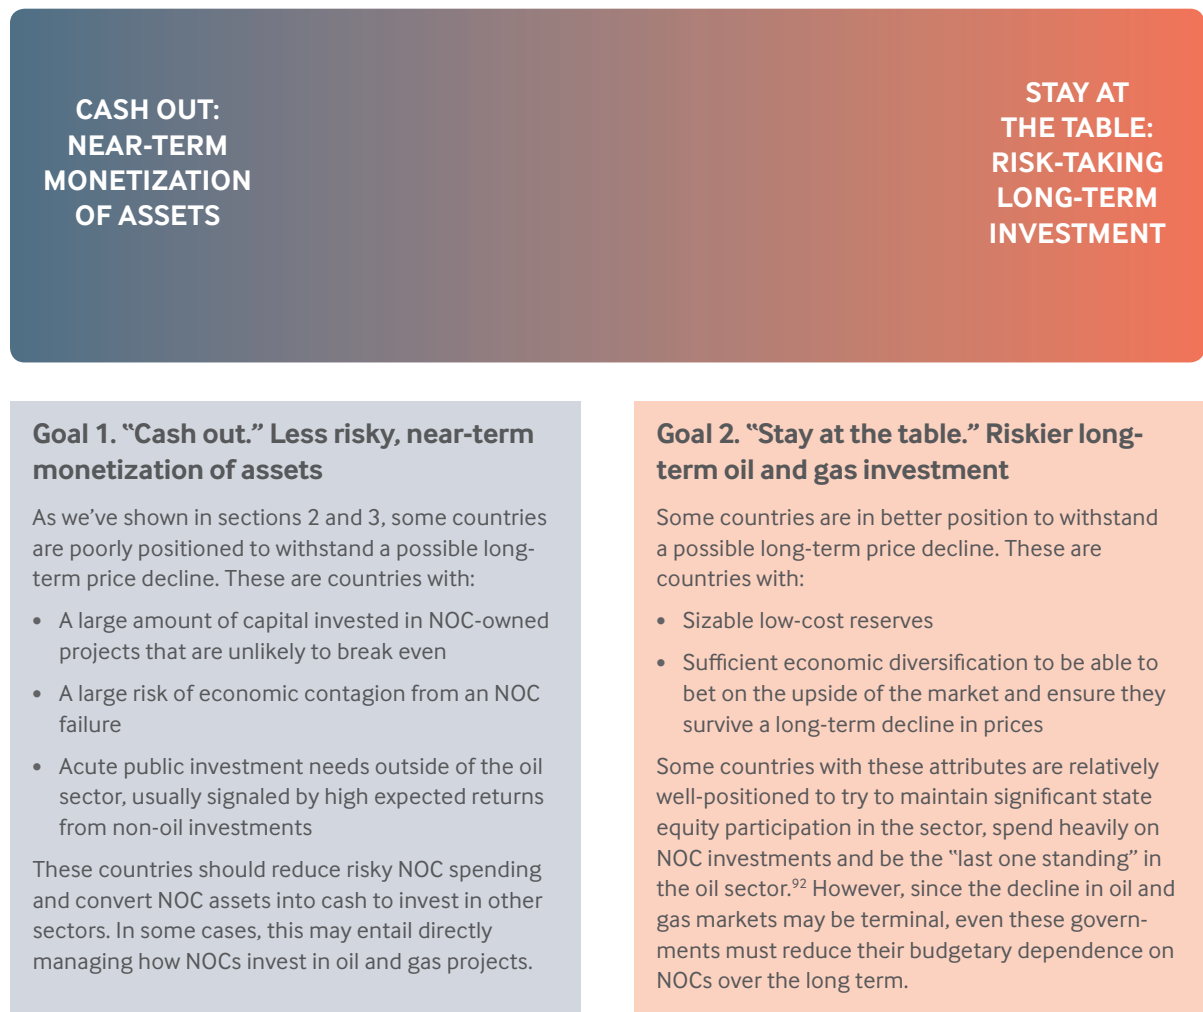 CASH OUT:
NEAR-TERM
MONETIZATION
OF ASSETS
STAY AT
THE TABLE:
RISK-TAKING
LONG-TERM
INVESTMENT
Goal 1. “Cash out.” Less risky, near-term
monetization of assets
As we’ve shown in sections 2 and 3, some countries
are poorly positioned to withstand a possible long-
term price decline. These are countries with:
• A large amount of capital invested in NOC-owned
projects that are unlikely to break even
• A large risk of economic contagion from an NOC
failure
• Acute public investment needs outside of the oil
sector, usually signaled by high expected returns
from non-oil investments
These countries should reduce risky NOC spending
and convert NOC assets into cash to invest in other
sectors. In some cases, this may entail directly
managing how NOCs invest in oil and gas projects.
Goal 2. “Stay at the table.” Riskier long-
term oil and gas investment
Some countries are in better position to withstand
a possible long-term price decline. These are
countries with:
• Sizable low-cost reserves
• Sufficient economic diversification to be able to
bet on the upside of the market and ensure they
survive a long-term decline in prices
Some countries with these attributes are relatively
well-positioned to try to maintain significant state
equity participation in the sector, spend heavily on
NOC investments and be the “last one standing” in
the oil sector.92 However, since the decline in oil and
gas markets may be terminal, even these govern-
ments must reduce their budgetary dependence on
NOCs over the long term.